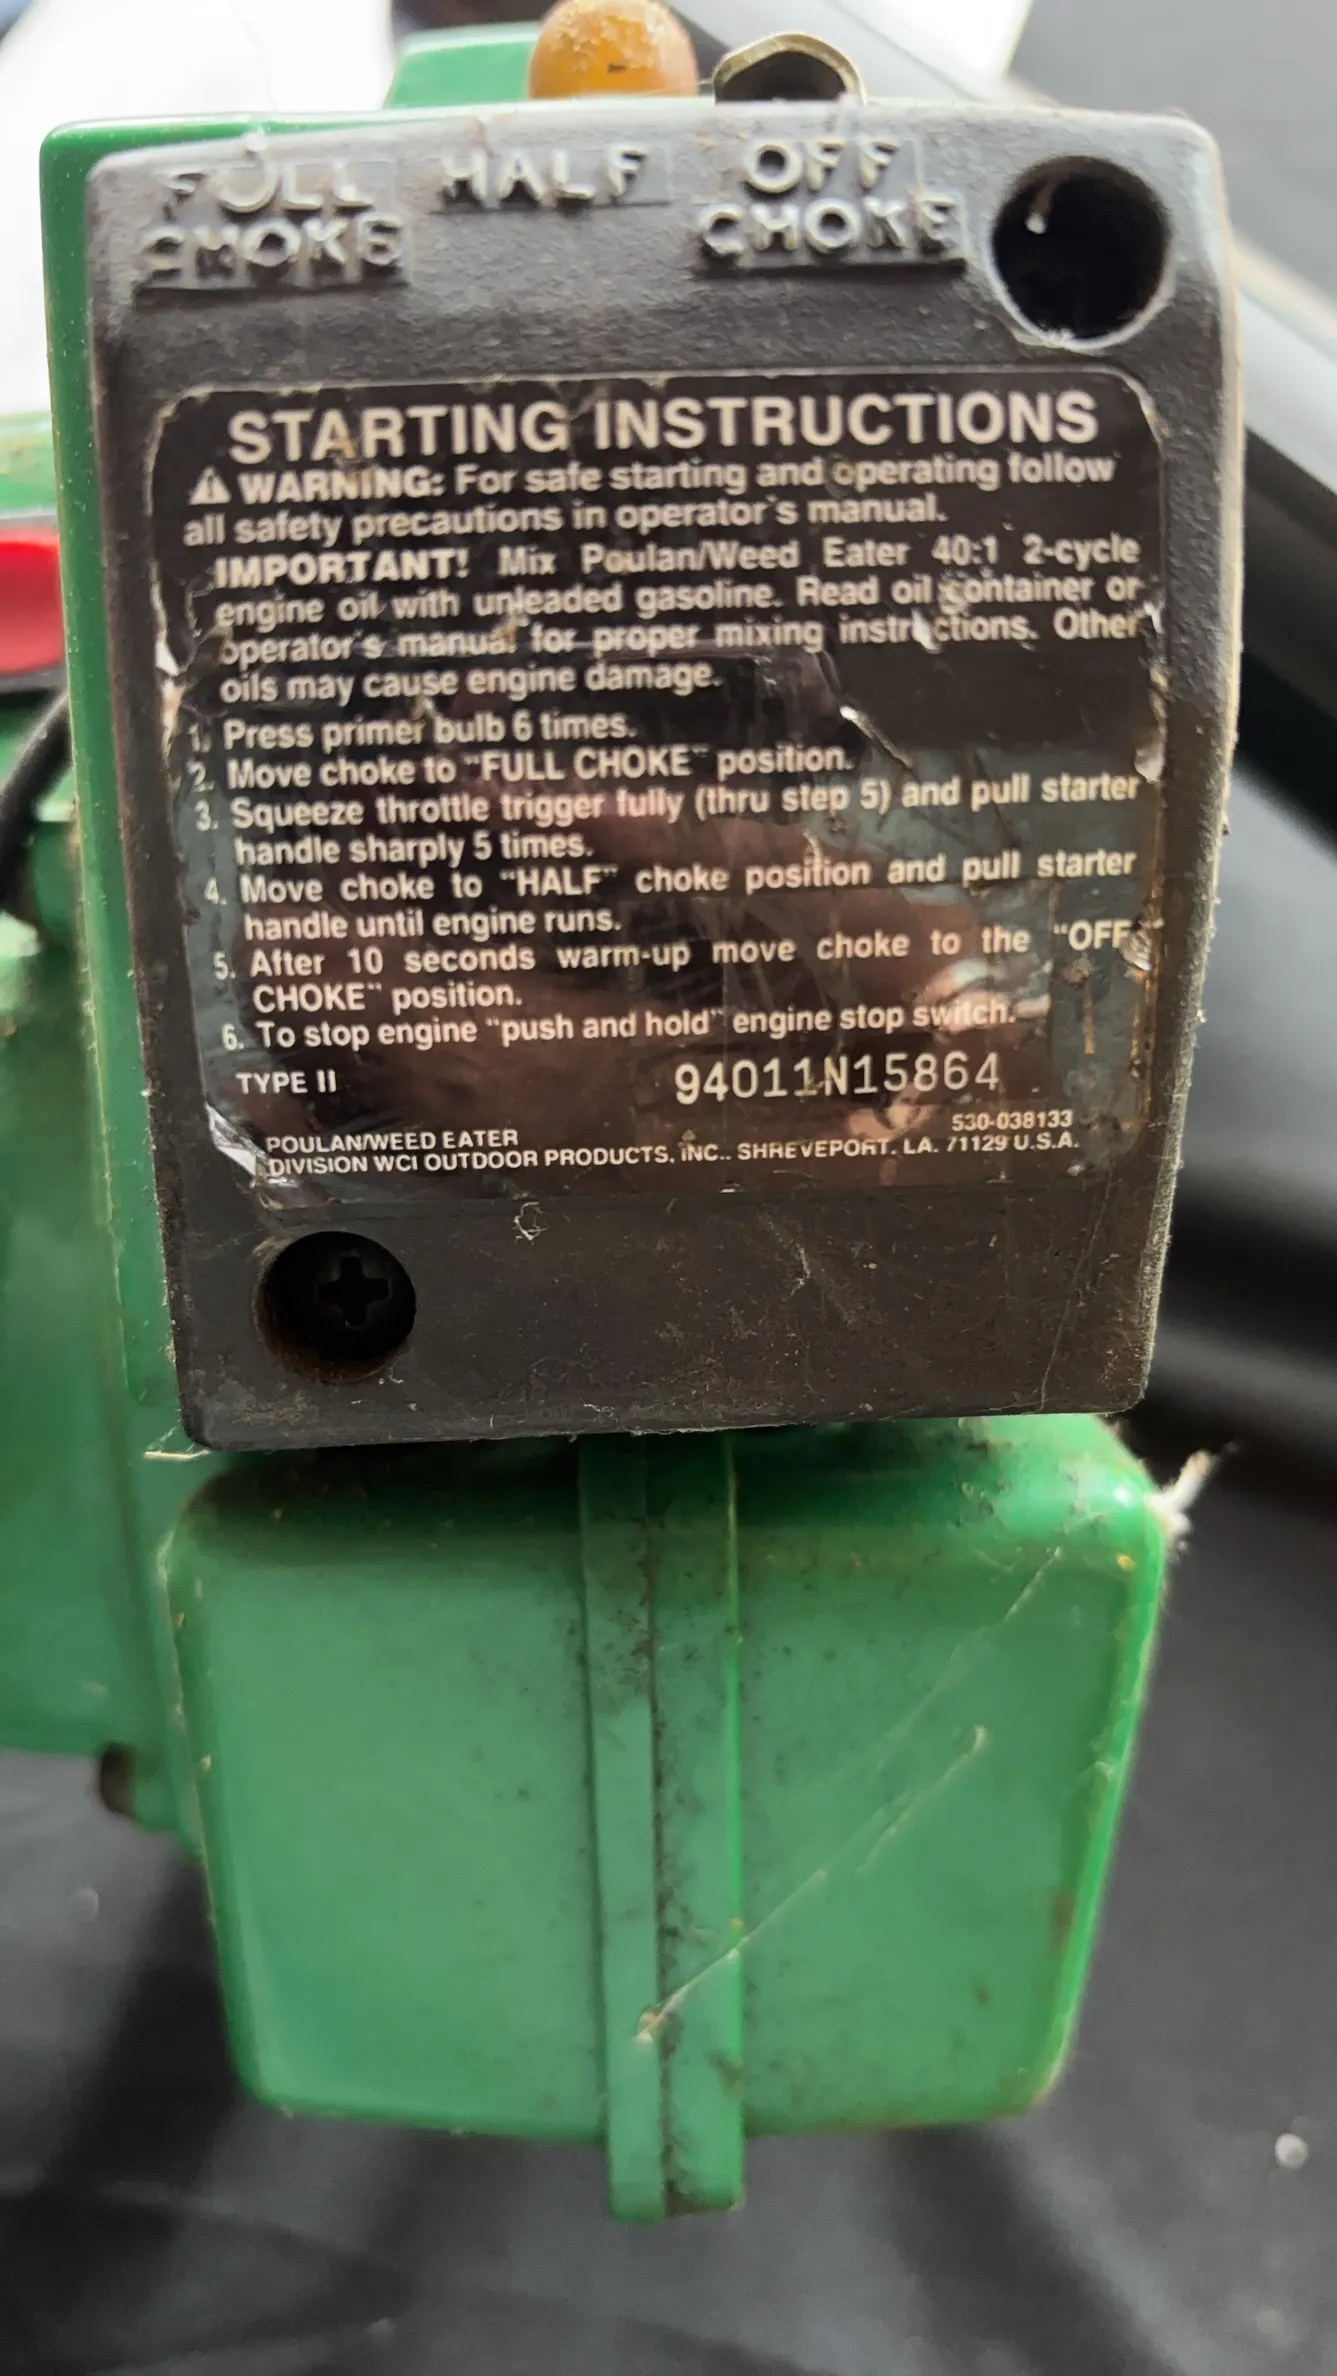 FULL HALF OFF
CHOKE CHOKE
STARTING INSTRUCTIONS
⚠ WARNING: For safe starting and operating follow
all safety precautions in operator's manual.
IMPORTANT! Mix Poulan/Weed Eater 40:1 2-cycle
engine oil with unleaded gasoline. Read oil container or
operator's manual for proper mixing instructions. Other
oils may cause engine damage.
1. Press primer bulb 6 times.
2. Move choke to "FULL CHOKE" position.
3. Squeeze throttle trigger fully (thru step 5) and pull starter
handle sharply 5 times.
4. Move choke to "HALF" choke position and pull starter
handle until engine runs.
5. After 10 seconds warm-up move choke to the "OFF
CHOKE" position.
6. To stop engine "push and hold" engine stop switch.
TYPE II 94011N15864
530-038133
POULAN/WEED EATER
DIVISION WCI OUTDOOR PRODUCTS, INC., SHREVEPORT, LA. 71129 U.S.A.